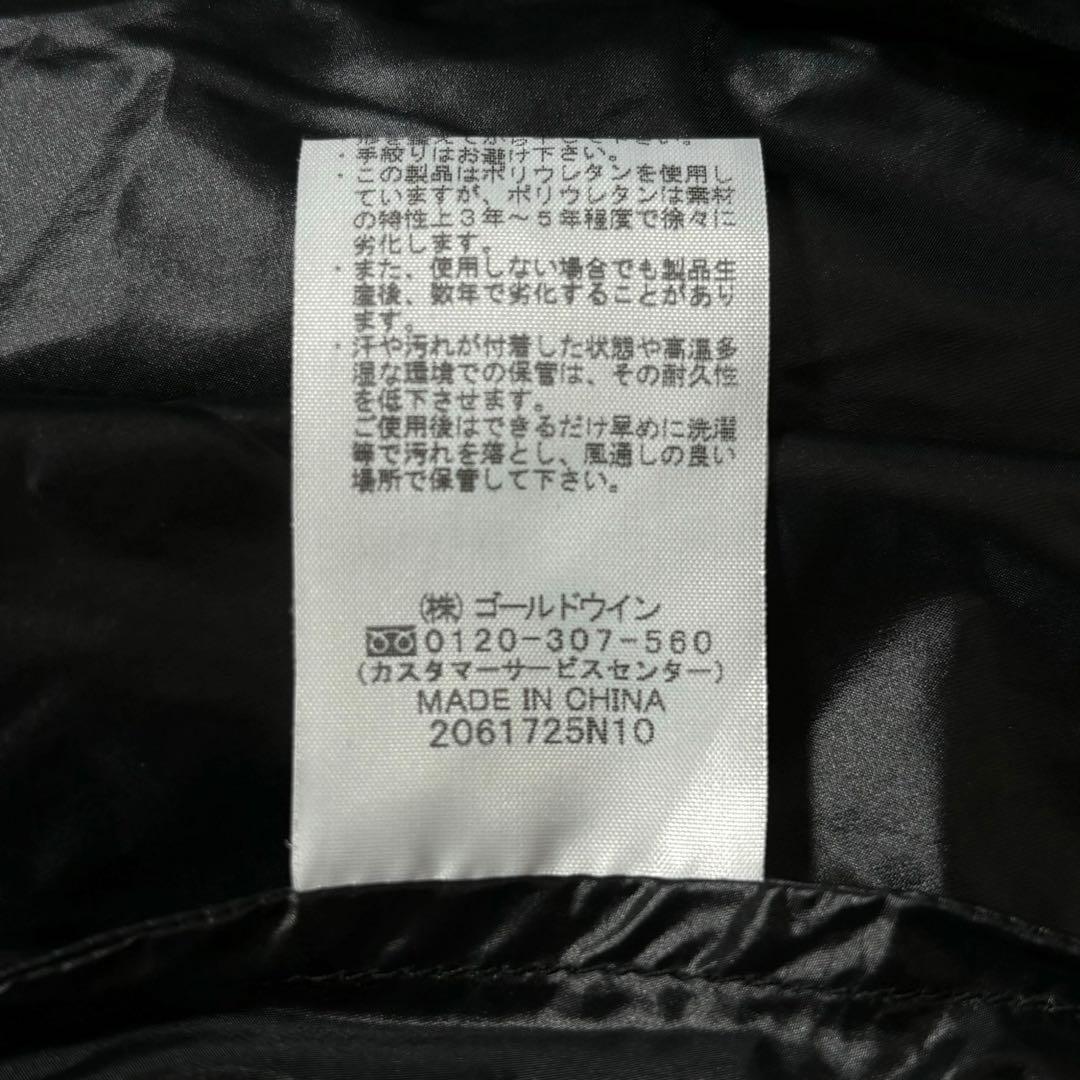 ・手絞りはお避け下さい。
・この製品はポリウレタンを使用し
ていますが、ポリウレタンは素材
の特性上3年～5年程度で徐々に
劣化します。
・また、使用しない場合でも製品生
産後、数年で劣化することがあり
ます。
・汗や汚れが付着した状態や高温多
湿な環境での保管は、その耐久性
を低下させます。
ご使用後はできるだけ早めに洗濯
等で汚れを落とし、風通しの良い
場所で保管して下さい。
(株)ゴールドウイン
0120-307-560
(カスタマーサービスセンター)
MADE IN CHINA
2061725N10